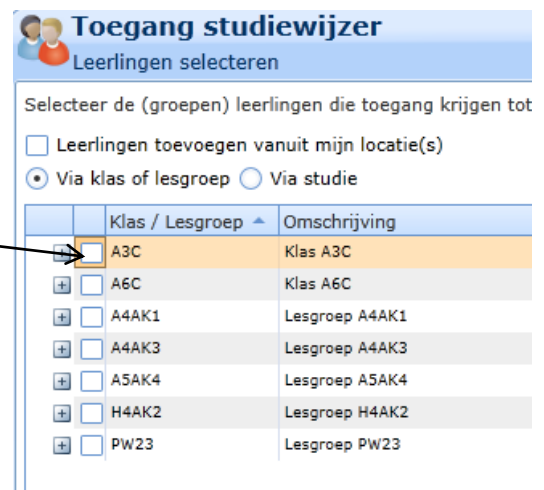 Toegang studiewijzer
Leerlingen selecteren
Selecteer de (groepen) leerlingen die toegang krijgen tot
Leerlingen toevoegen vanuit mijn locatie(s)
Via klas of lesgroep Via studie
Klas / Lesgroep Omschrijving
A3C Klas A3C
A6C Klas A6C
A4AK1 Lesgroep A4AK1
A4AK3 Lesgroep A4AK3
A5AK4 Lesgroep A5AK4
H4AK2 Lesgroep H4AK2
PW23 Lesgroep PW23